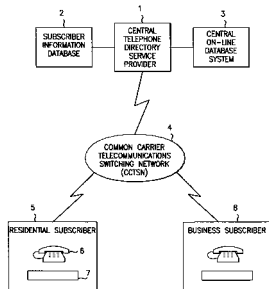 2
SUBSCRIBER
INFORMATION
DATABASE
1
CENTRAL
TELEPHONE
DIRECTORY
SERVICE
PROVIDER
3
CENTRAL
ON-LINE
DATABASE
SYSTEM
4
COMMON CARRIER
TELECOMMUNICATIONS
SWITCHING NETWORK
(CCTSN)
5
RESIDENTIAL SUBSCRIBER
6
7
8
BUSINESS SUBSCRIBER